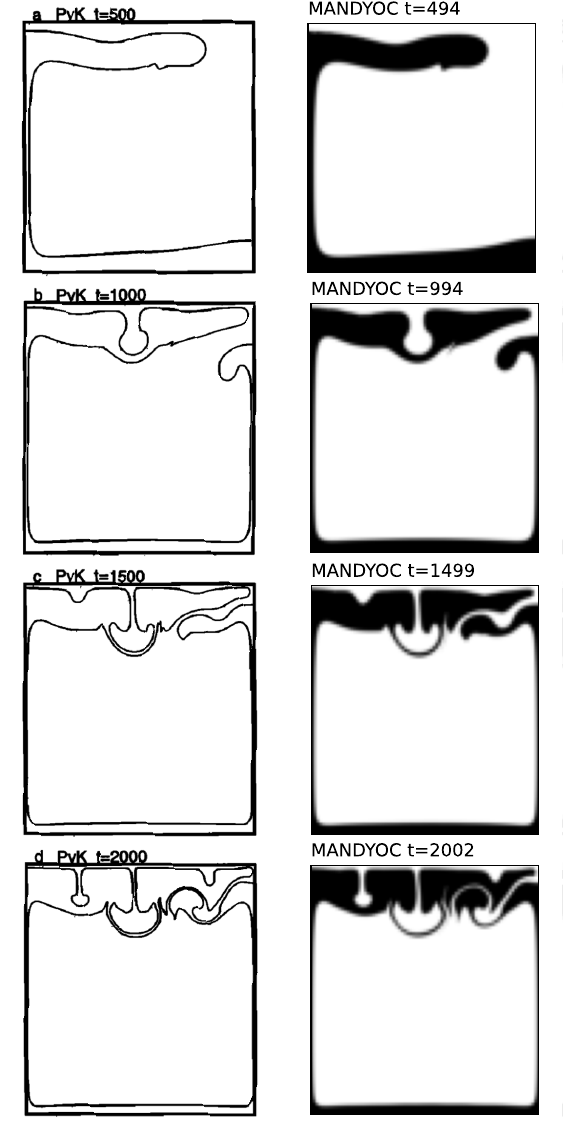 a PvK t=500
MANDYOC t=494
b PvK t=1000
MANDYOC t=994
c PvK t=1500
MANDYOC t=1499
d PvK t=2000
MANDYOC t=2002